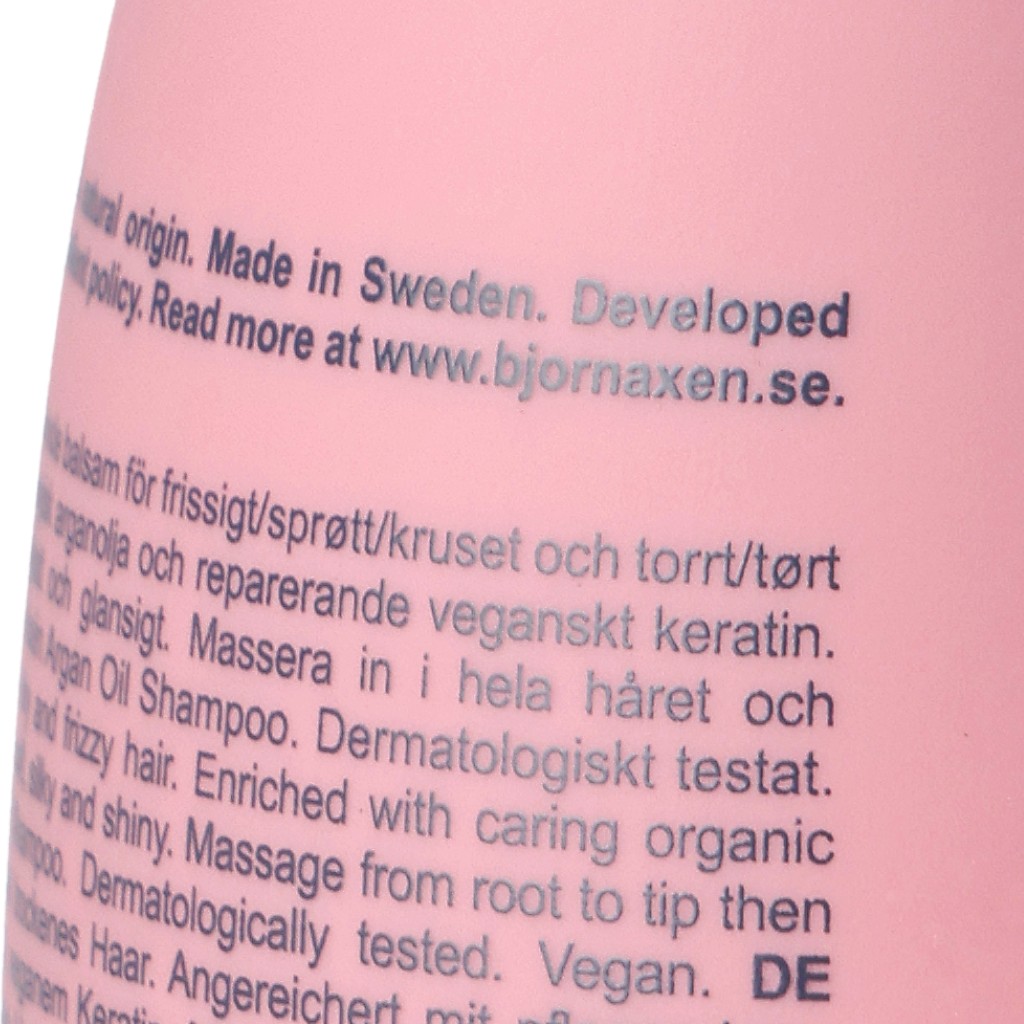 natural origin. Made in Sweden. Developed
policy. Read more at www.bjornaxen.se.
balsam för frissigt/sprøtt/kruset och torrt/tørt
arganolja och reparerande veganskt keratin.
och glansigt. Massera in i hela håret och
Argan Oil Shampoo. Dermatologiskt testat.
and frizzy hair. Enriched with caring organic
silky and shiny. Massage from root to tip then
Dermatologically tested. Vegan. DE
Haar. Angereichert mit
Keratin